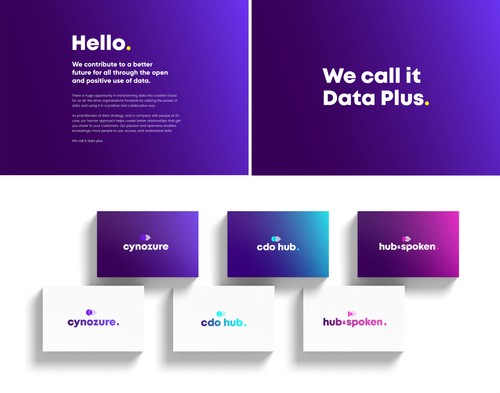 Hello.
We contribute to a better
future for all through the open
and positive use of data.
There is huge opportunity in transforming data into a better future
for us all. We drive organisations forwards by utilising the power of
data and using it in a positive and collaborative way.
As practitioners of data strategy, and a company with people at its
core, our human approach helps create better relationships that get
you closer to your customers. Our passion and openness enables
increasingly more people to use, access, and understand data.
We call it data plus.
We call it
Data Plus.
cynozure
cdo hub.
hub&spoken.
cynozure.
cdo hub.
hub&spoken.